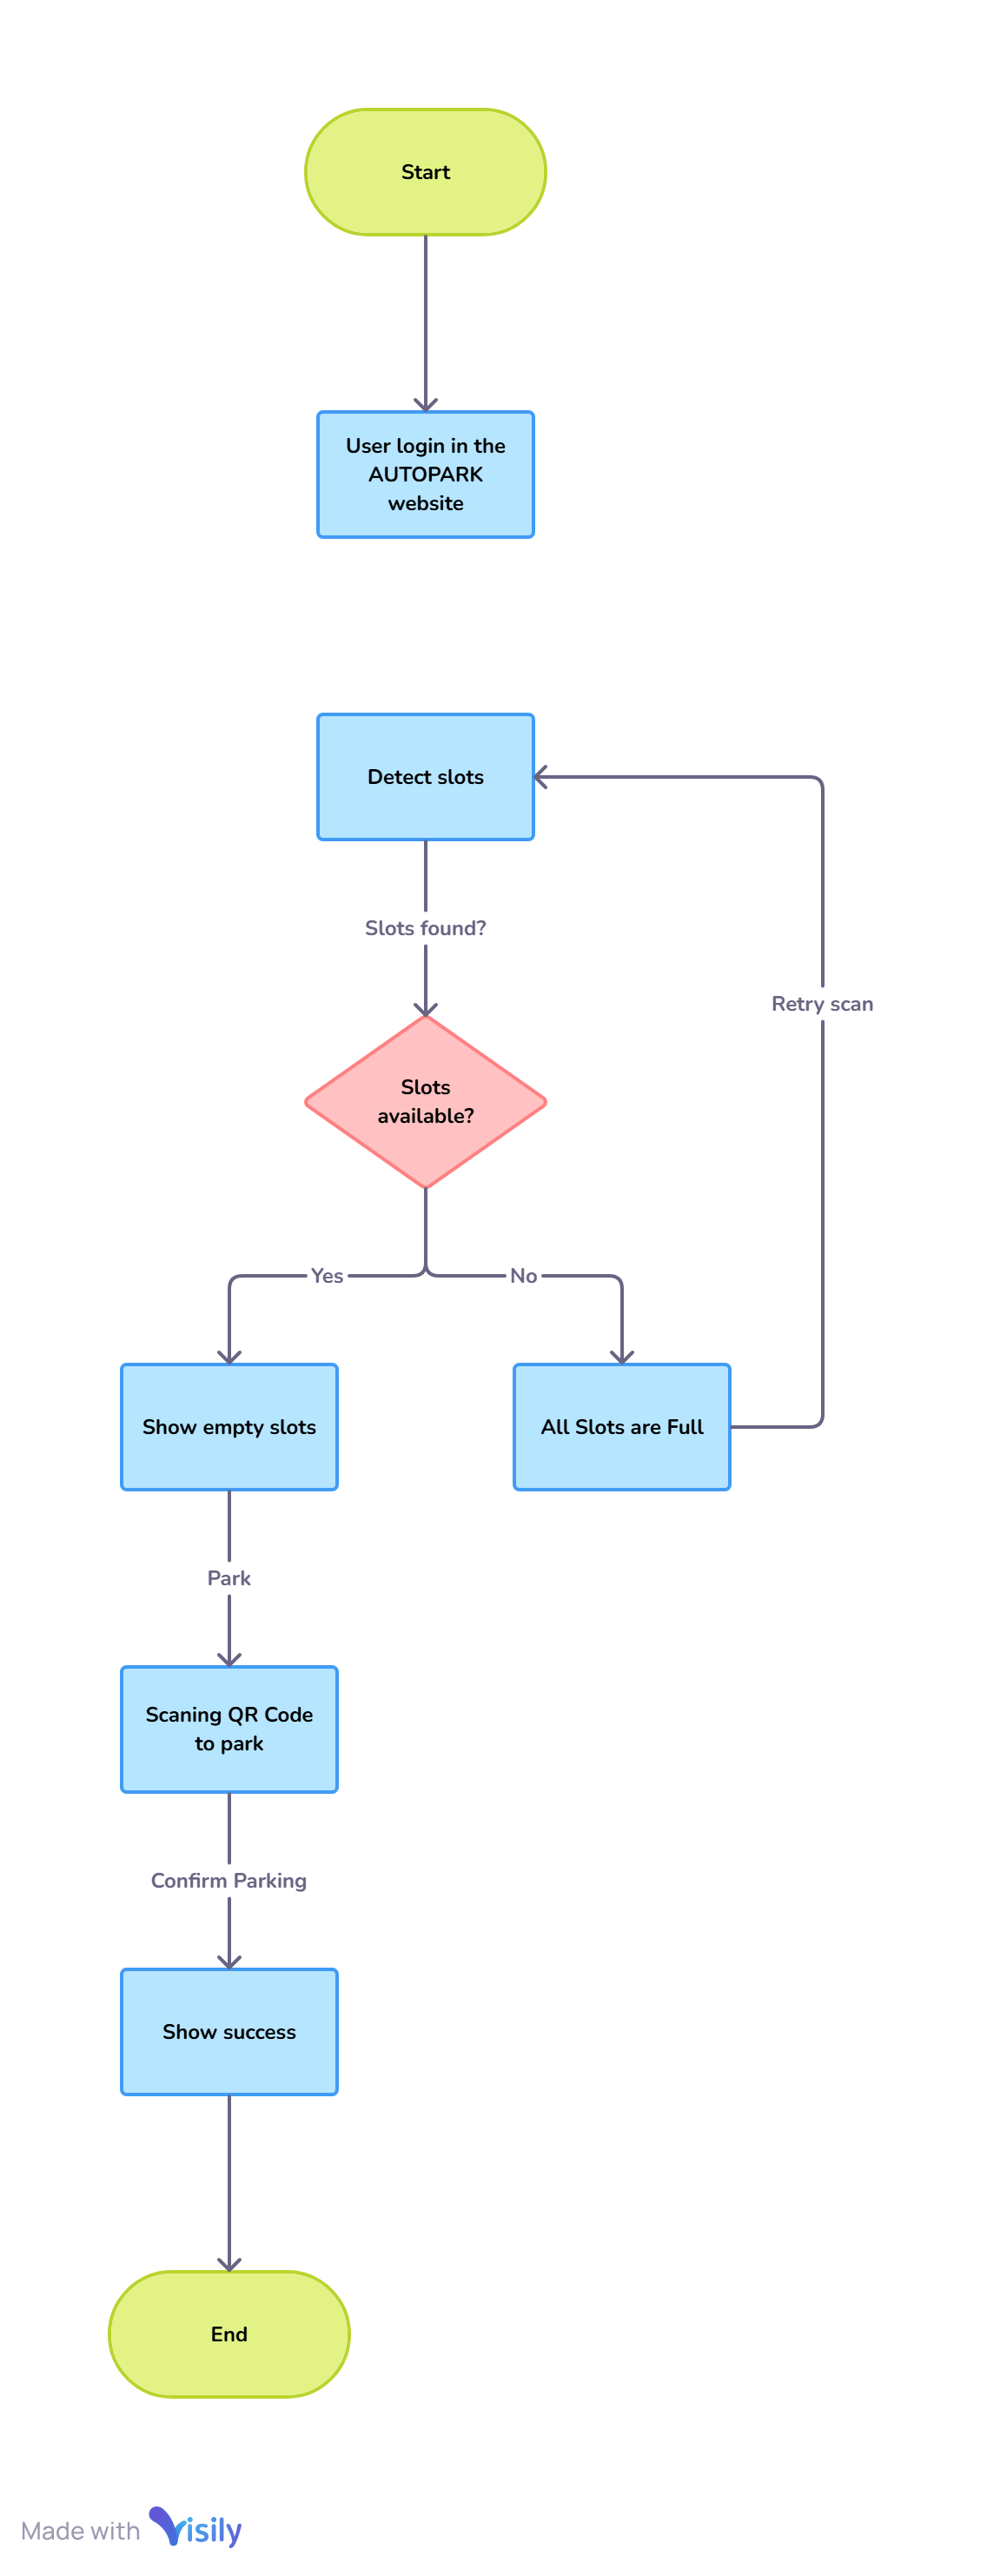 Start
User login in the
AUTOPARK
website
Detect slots
Slots found?
Retry scan
Slots
available?
Yes
No
Show empty slots
All Slots are Full
Park
Scaning QR Code
to park
Confirm Parking
Show success
End
Made with Visily